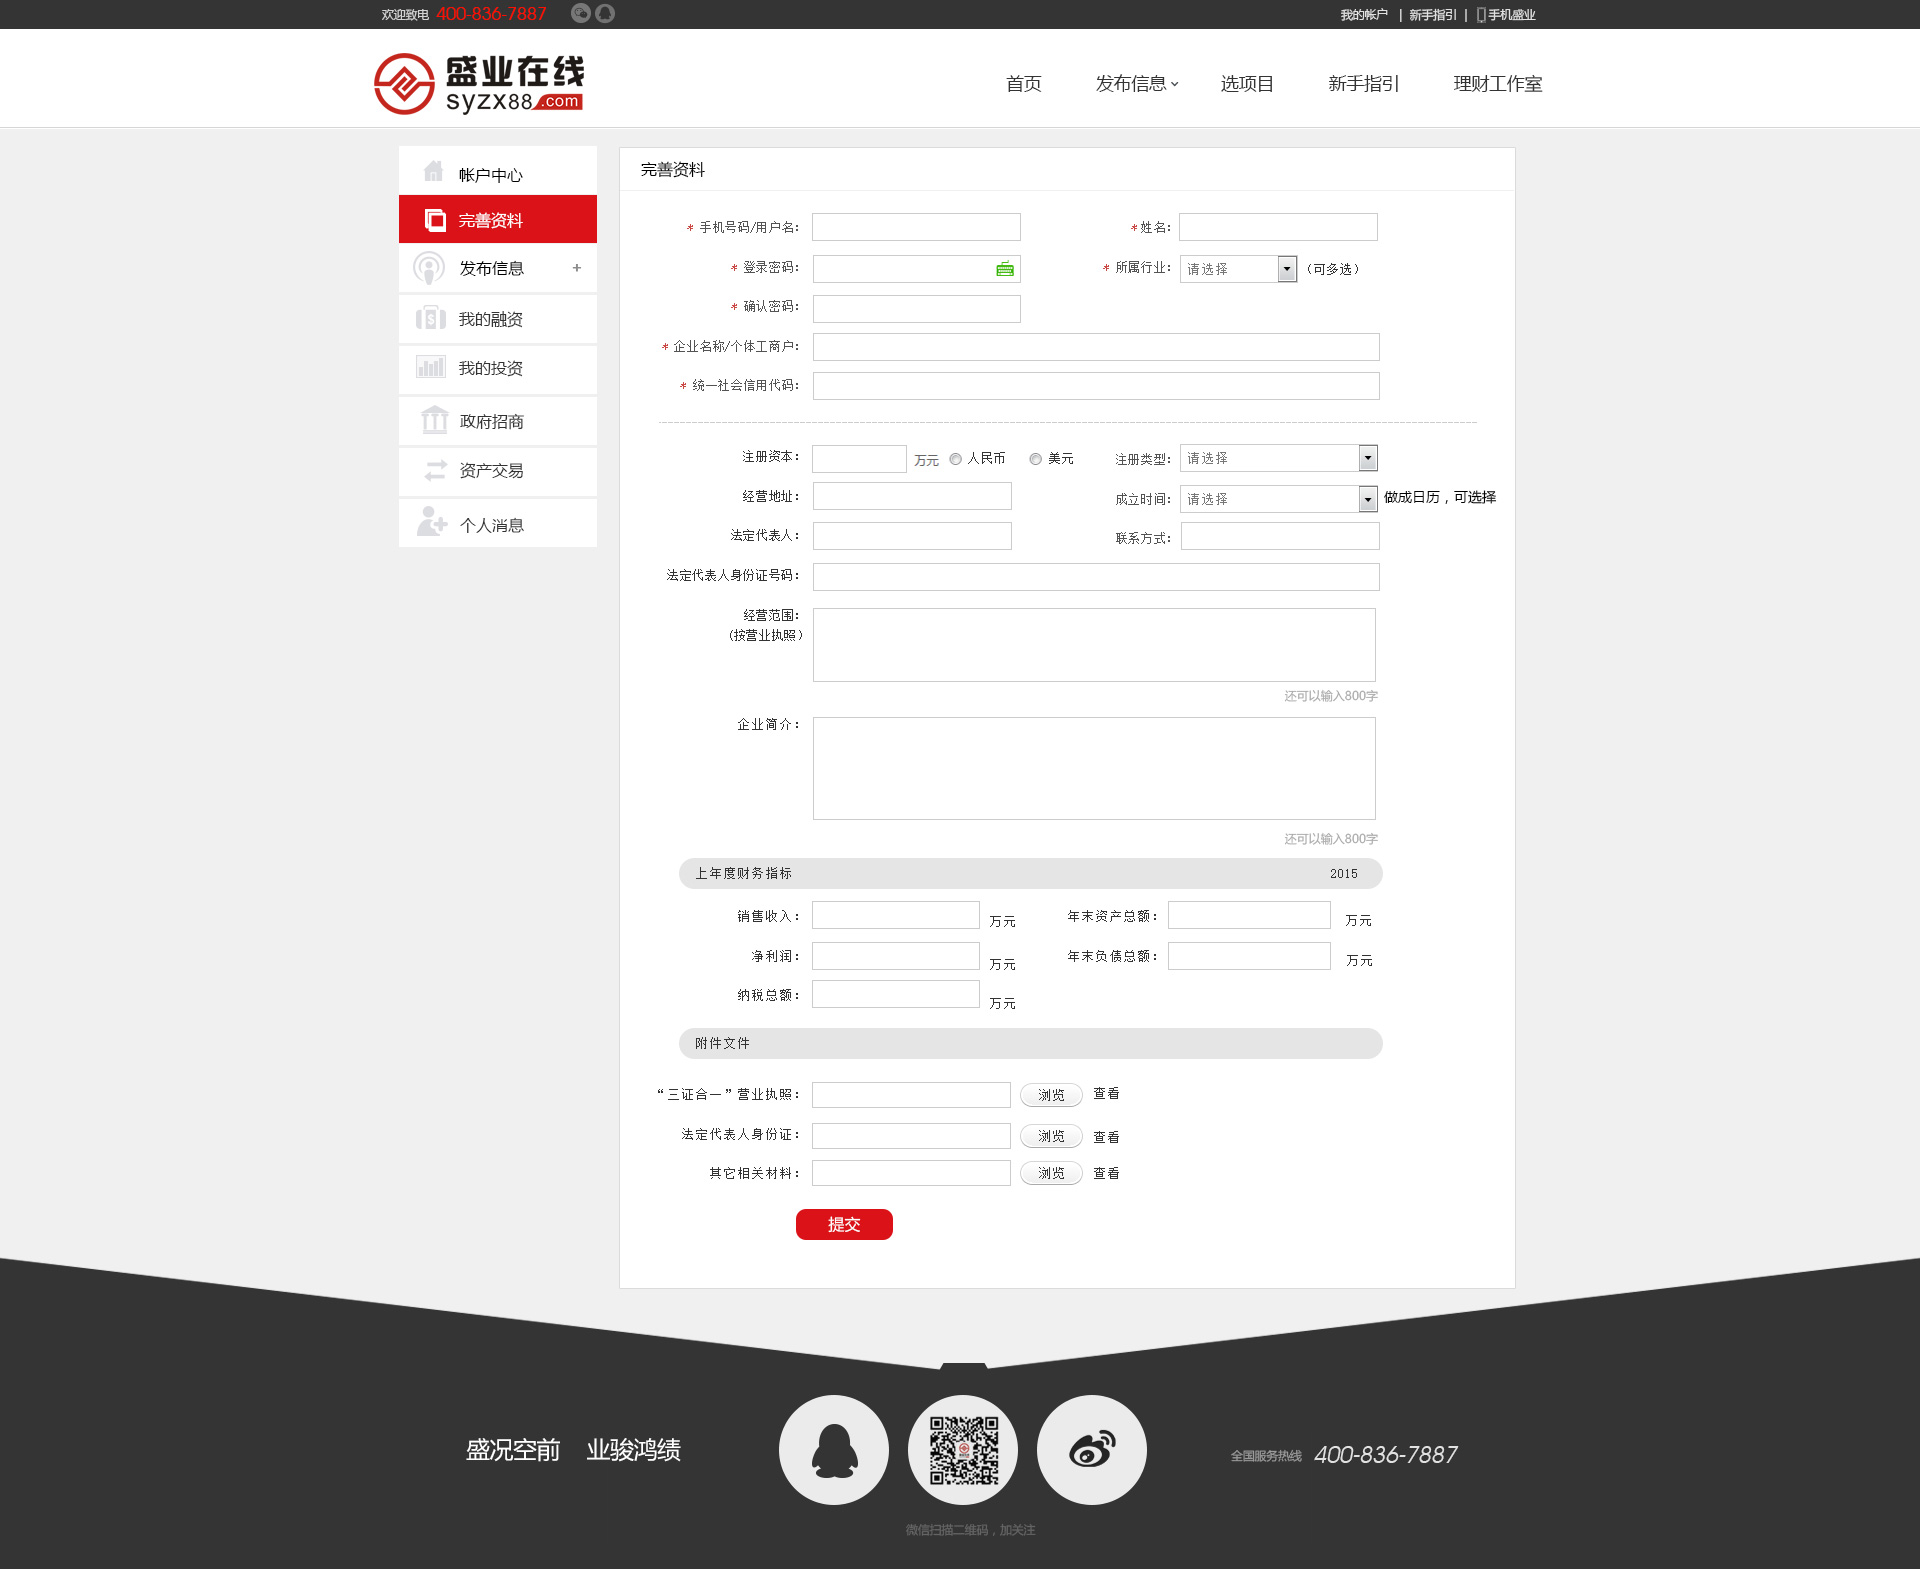 欢迎致电 400-836-7887
我的帐户 | 新手指引 | 手机盛业
盛业在线
syzx88.com
首页 发布信息 选项目 新手指引 理财工作室
帐户中心
完善资料
发布信息 +
我的融资
我的投资
政府招商
资产交易
个人消息
完善资料
* 手机号码/用户名：
* 姓名：
* 登录密码：
* 所属行业： 请选择 （可多选）
* 确认密码：
* 企业名称/个体工商户：
* 统一社会信用代码：
注册资本： 万元 人民币 美元
注册类型： 请选择
经营地址：
成立时间： 请选择 做成日历，可选择
法定代表人：
联系方式：
法定代表人身份证号码：
经营范围：
（按营业执照）
还可以输入800字
企业简介：
还可以输入800字
上年度财务指标 2015
销售收入： 万元 年末资产总额： 万元
净利润： 万元 年末负债总额： 万元
纳税总额： 万元
附件文件
“三证合一”营业执照： 浏览 查看
法定代表人身份证： 浏览 查看
其它相关材料： 浏览 查看
提交
盛况空前 业骏鸿绩
全国服务热线 400-836-7887
微信扫描二维码，加关注